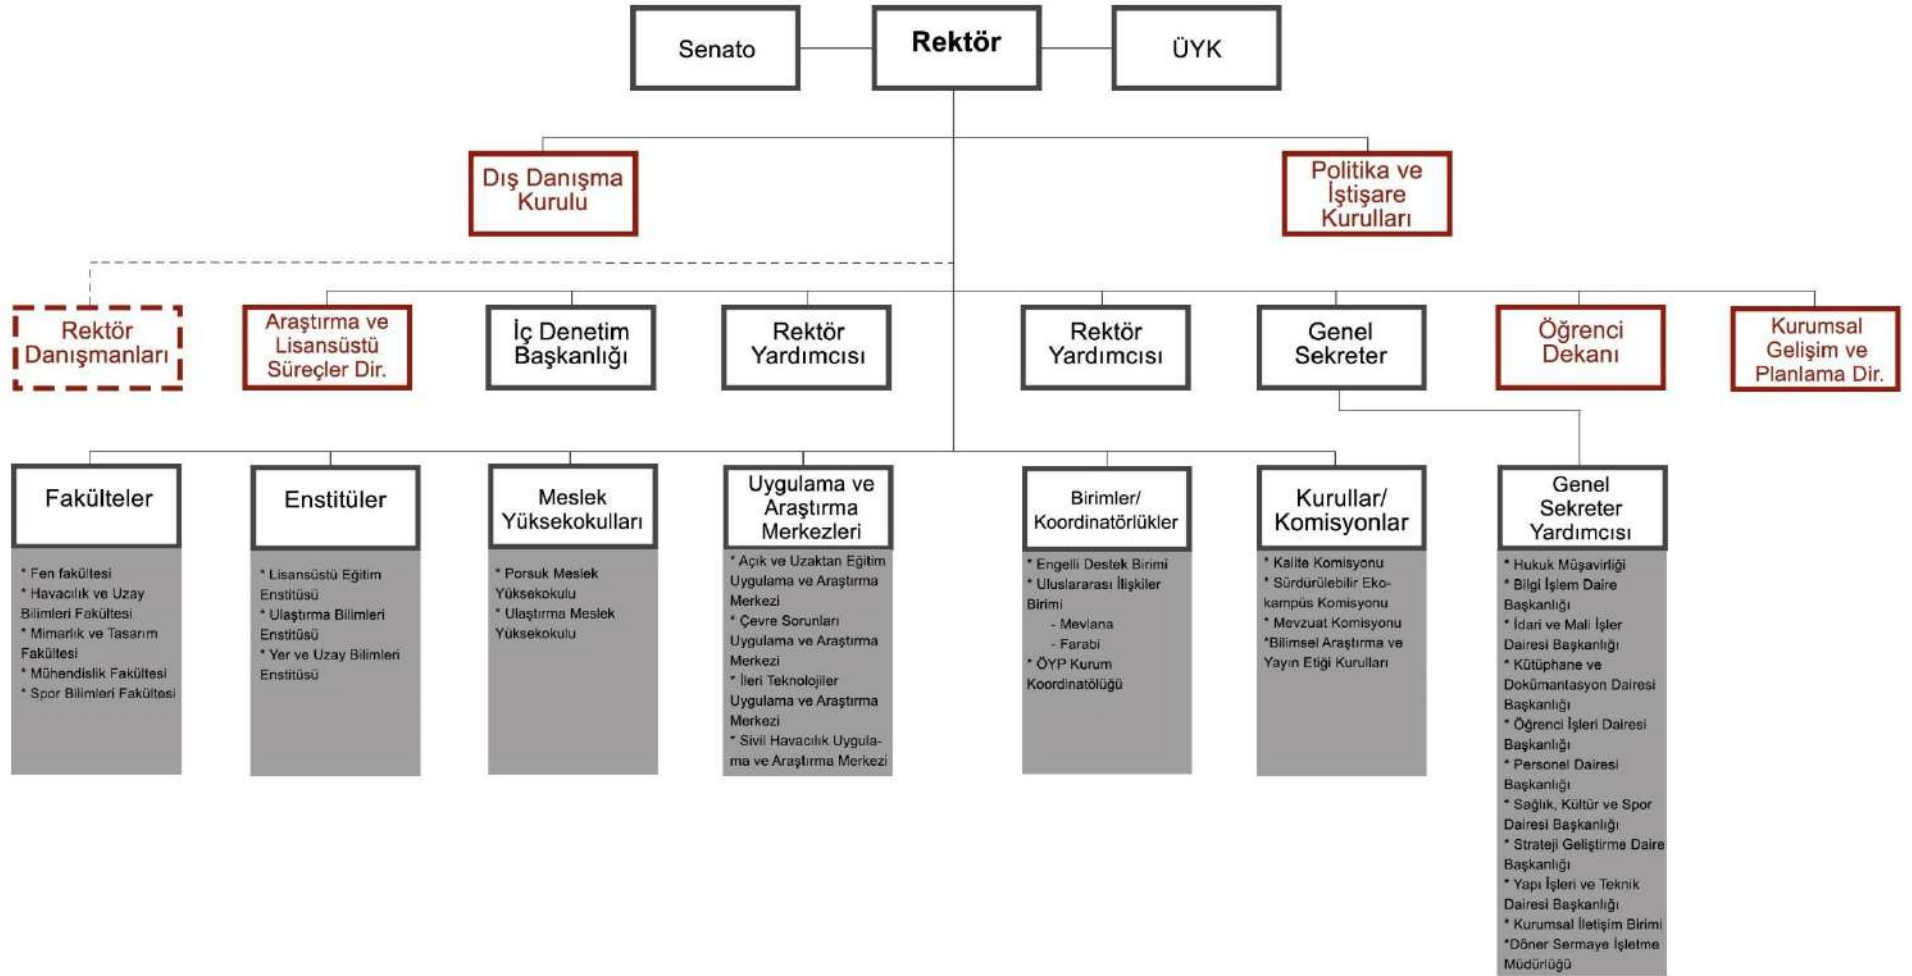 Senato
Rektör
ÜYK
Dış Danışma
Kurulu
Politika ve
İştişare
Kurulları
Rektör
Danışmanları
Araştırma ve
Lisansüstü
Süreçler Dir.
İç Denetim
Başkanlığı
Rektör
Yardımcısı
Rektör
Yardımcısı
Genel
Sekreter
Öğrenci
Dekanı
Kurumsal
Gelişim ve
Planlama Dir.
Fakülteler
* Fen fakültesi
* Havacılık ve Uzay
Bilimleri Fakültesi
* Mimarlık ve Tasarım
Fakültesi
* Mühendislik Fakültesi
* Spor Bilimleri Fakültesi
Enstitüler
* Lisansüstü Eğitim
Enstitüsü
* Ulaştırma Bilimleri
Enstitüsü
* Yer ve Uzay Bilimleri
Enstitüsü
Meslek
Yüksekokulları
* Porsuk Meslek
Yüksekokulu
* Ulaştırma Meslek
Yüksekokulu
Uygulama ve
Araştırma
Merkezleri
* Açık ve Uzaktan Eğitim
Uygulama ve Araştırma
Merkezi
* Çevre Sorunları
Uygulama ve Araştırma
Merkezi
* İleri Teknolojiler
Uygulama ve Araştırma
Merkezi
* Sivil Havacılık Uygula-
ma ve Araştırma Merkezi
Birimler/
Koordinatörlükler
* Engelli Destek Birimi
* Uluslararası İlişkiler
Birimi
- Mevlana
- Farabi
* ÖYP Kurum
Koordinatölüğü
Kurullar/
Komisyonlar
* Kalite Komisyonu
* Sürdürülebilir Eko-
kampüs Komisyonu
* Mevzuat Komisyonu
*Bilimsel Araştırma ve
Yayın Etiği Kurulları
Genel
Sekreter
Yardımcısı
* Hukuk Müşavirliği
* Bilgi İşlem Daire
Başkanlığı
* İdari ve Mali İşler
Dairesi Başkanlığı
* Kütüphane ve
Dokümantasyon Dairesi
Başkanlığı
* Öğrenci İşleri Dairesi
Başkanlığı
* Personel Dairesi
Başkanlığı
* Sağlık, Kültür ve Spor
Dairesi Başkanlığı
* Strateji Geliştirme Daire
Başkanlığı
* Yapı İşleri ve Teknik
Dairesi Başkanlığı
* Kurumsal İletişim Birimi
*Döner Sermaye İşletme
Müdürlüğü